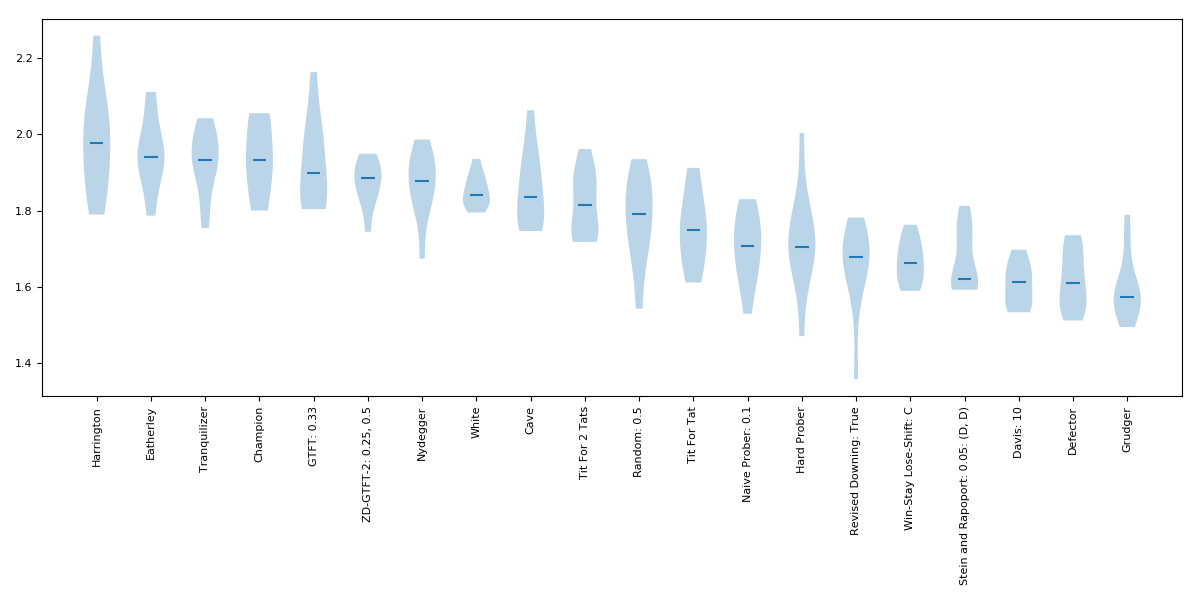 2.2
2.0
1.8
1.6
1.4
Harrington
Eatherley
Tranquilizer
Champion
GTFT: 0.33
ZD-GTFT-2: 0.25, 0.5
Nydegger
White
Cave
Tit For 2 Tats
Random: 0.5
Tit For Tat
Naive Prober: 0.1
Hard Prober
Revised Downing: True
Win-Stay Lose-Shift: C
Stein and Rapoport: 0.05: (D, D)
Davis: 10
Defector
Grudger